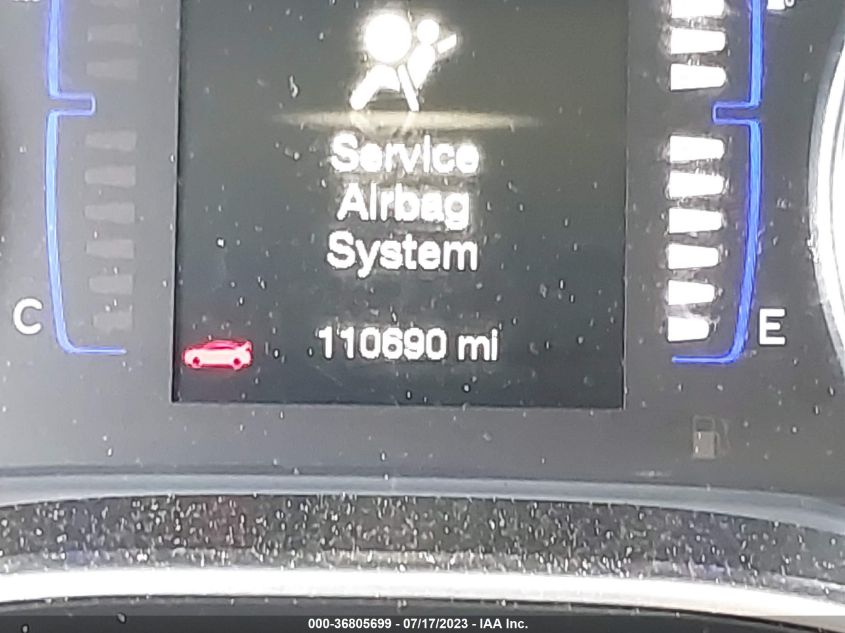 Service
Airbag
System
110690 mi
C
E
000-36805699 - 07/17/2023 - IAA Inc.